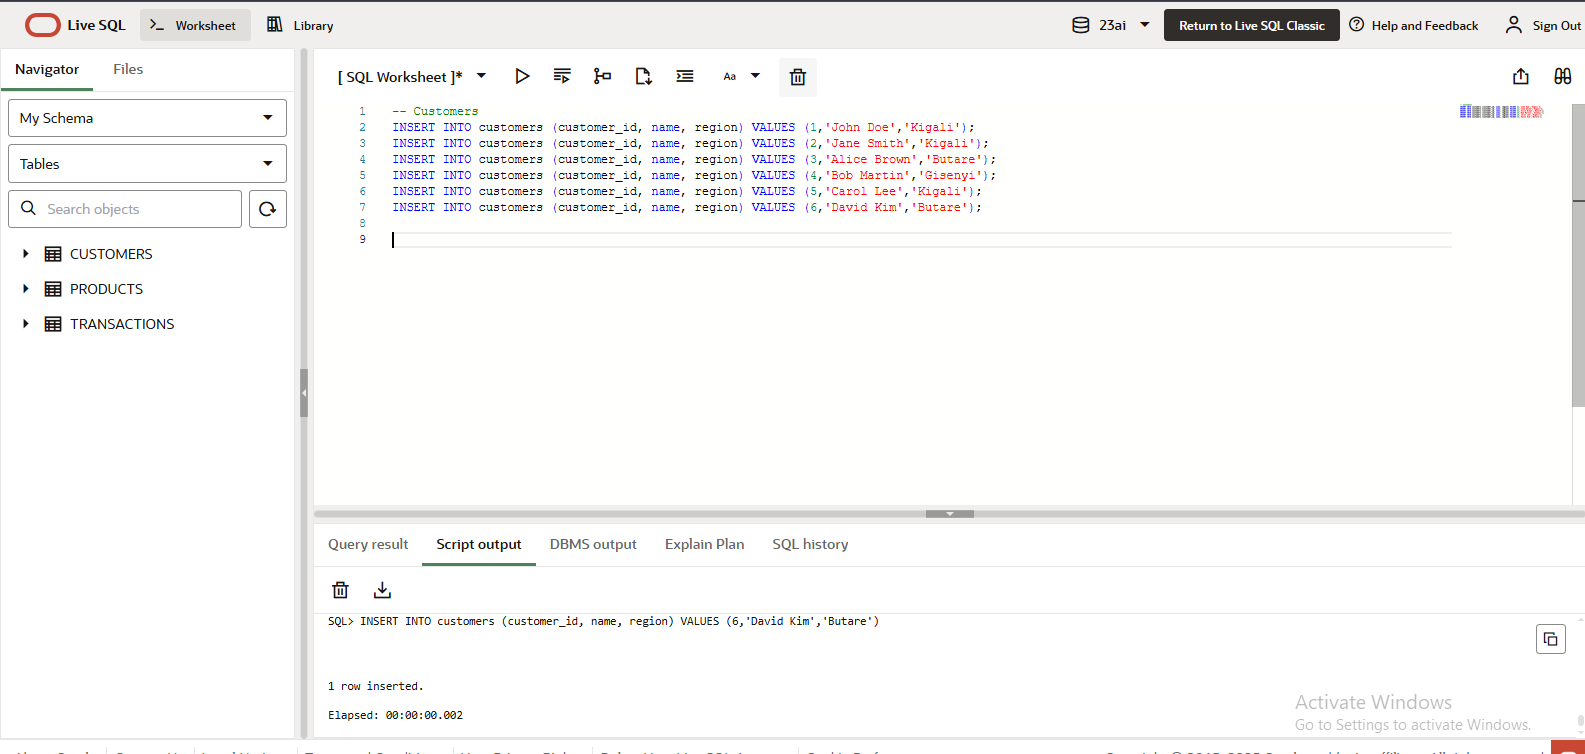 Live SQL
Worksheet
Library
23ai
Return to Live SQL Classic
Help and Feedback
Sign Out
Navigator
Files
My Schema
Tables
Search objects
CUSTOMERS
PRODUCTS
TRANSACTIONS
[ SQL Worksheet ]*
Aa
1 -- Customers
2 INSERT INTO customers (customer_id, name, region) VALUES (1,'John Doe','Kigali');
3 INSERT INTO customers (customer_id, name, region) VALUES (2,'Jane Smith','Kigali');
4 INSERT INTO customers (customer_id, name, region) VALUES (3,'Alice Brown','Butare');
5 INSERT INTO customers (customer_id, name, region) VALUES (4,'Bob Martin','Gisenyi');
6 INSERT INTO customers (customer_id, name, region) VALUES (5,'Carol Lee','Kigali');
7 INSERT INTO customers (customer_id, name, region) VALUES (6,'David Kim','Butare');
8
9
Query result
Script output
DBMS output
Explain Plan
SQL history
SQL> INSERT INTO customers (customer_id, name, region) VALUES (6,'David Kim','Butare')
1 row inserted.
Elapsed: 00:00:00.002
Activate Windows
Go to Settings to activate Windows.